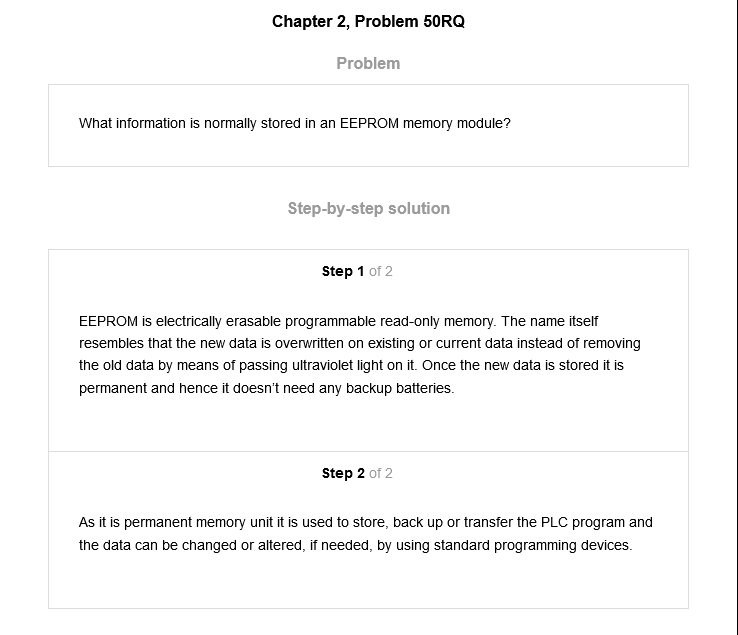 Chapter 2, Problem 50RQ
Problem
What information is normally stored in an EEPROM memory module?
Step-by-step solution
Step 1 of 2
EEPROM is electrically erasable programmable read-only memory. The name itself
resembles that the new data is overwritten on existing or current data instead of removing
the old data by means of passing ultraviolet light on it. Once the new data is stored it is
permanent and hence it doesn't need any backup batteries.
Step 2 of 2
As it is permanent memory unit it is used to store, back up or transfer the PLC program and
the data can be changed or altered, if needed, by using standard programming devices.